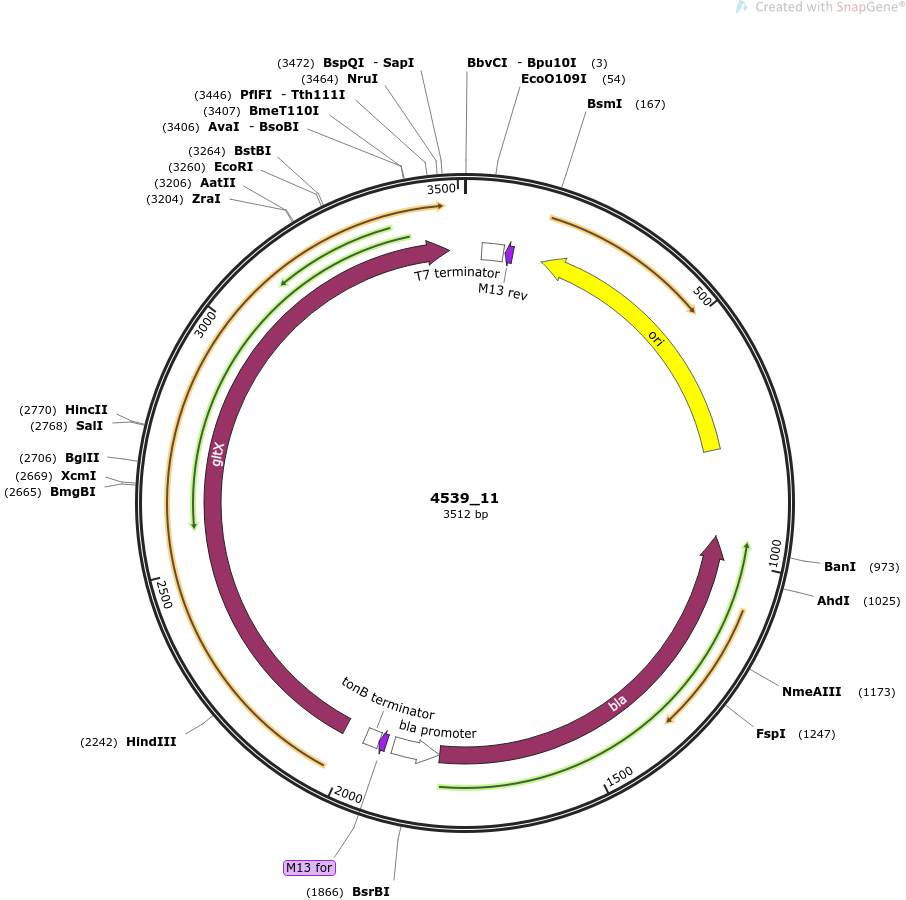 Created with SnapGene®
(3472) BspQI - SapI
(3464) NruI
(3446) PflFI - Tth111I
(3407) BmeT110I
(3406) AvaI - BsoBI
(3264) BstBI
(3260) EcoRI
(3206) AatII
(3204) ZraI
BbvCI - Bpu10I (3)
EcoO109I (54)
BsmI (167)
3500
T7 terminator
M13 rev
500
ori
3000
gltX
(2770) HincII
(2768) SalI
(2706) BglII
(2669) XcmI
(2665) BmgBI
4539_11
3512 bp
1000
BanI (973)
AhdI (1025)
2500
NmeAIII (1173)
FspI (1247)
tonB terminator
bla promoter
bla
(2242) HindIII
1500
2000
M13 for
(1866) BsrBI